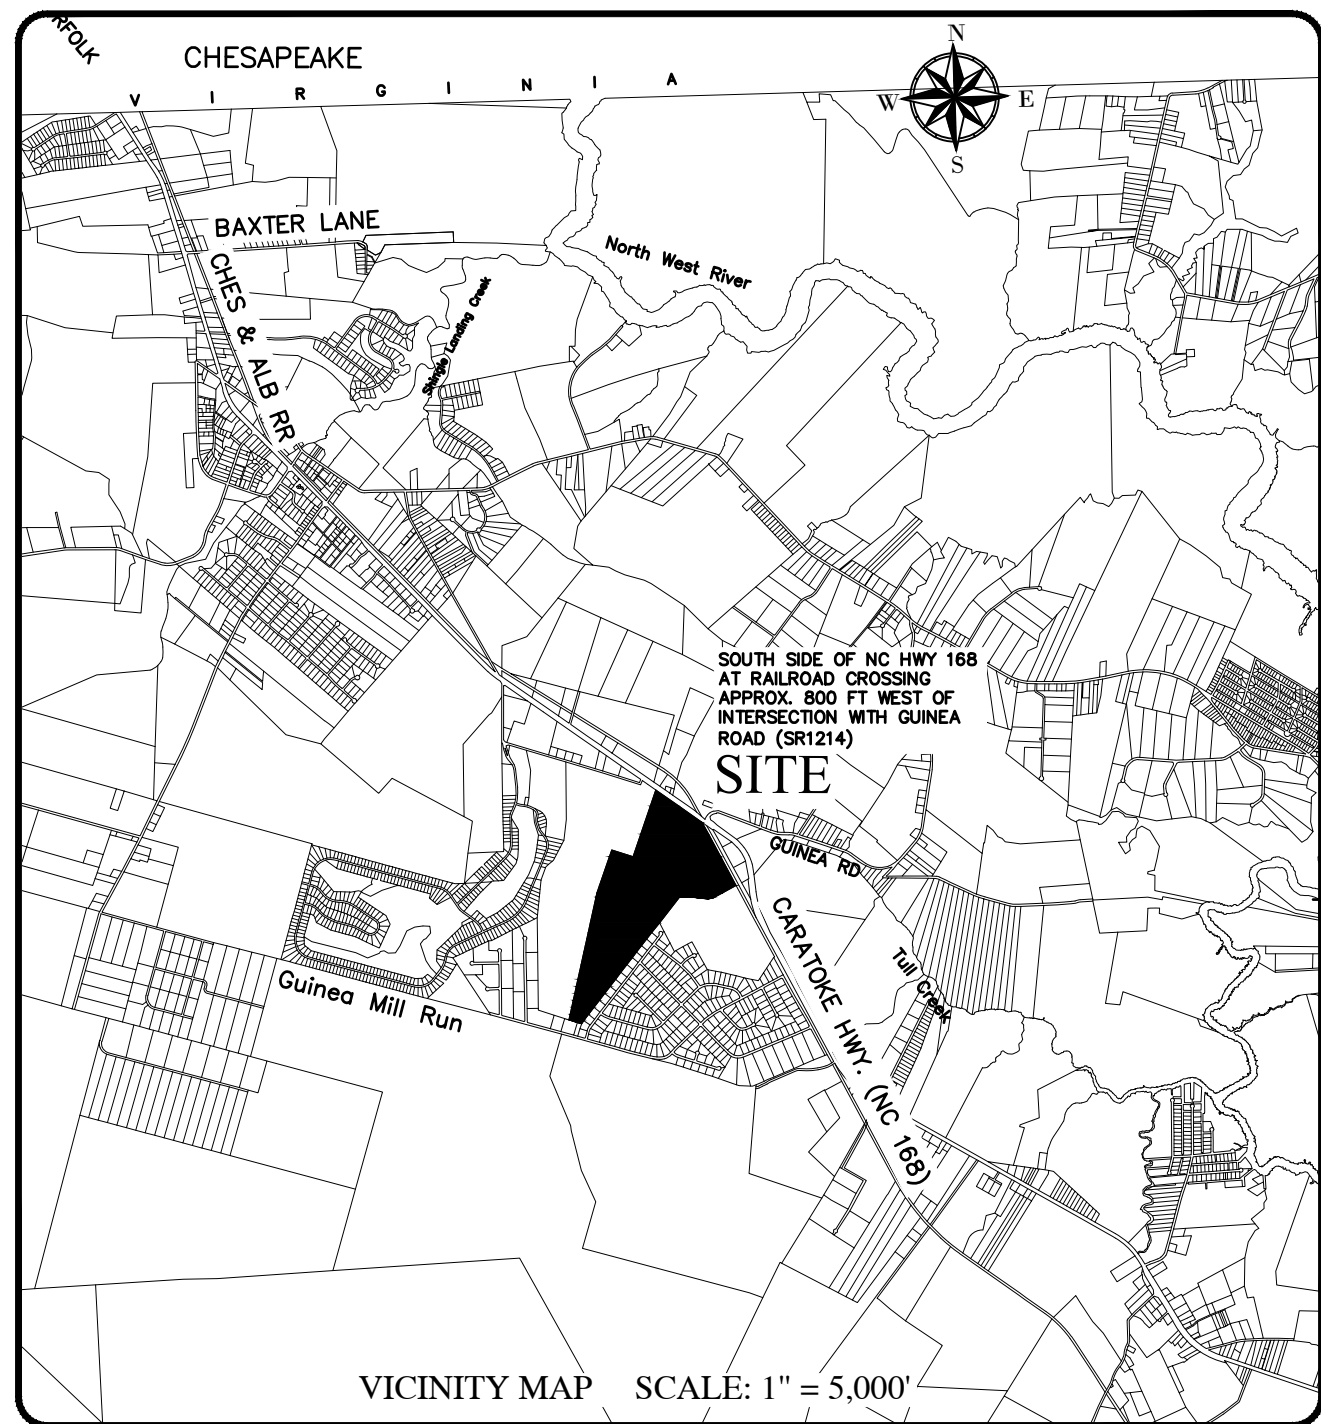 RFOLK
CHESAPEAKE
VIRGINIA
N
W
E
S
BAXTER LANE
North West River
CHES & ALB RR
Shingle Landing Creek
SOUTH SIDE OF NC HWY 168
AT RAILROAD CROSSING
APPROX. 800 FT WEST OF
INTERSECTION WITH GUINEA
ROAD (SR1214)
SITE
GUINEA RD
CARATOKE HWY. (NC 168)
Tull Creek
Guinea Mill Run
VICINITY MAP SCALE: 1" = 5,000'